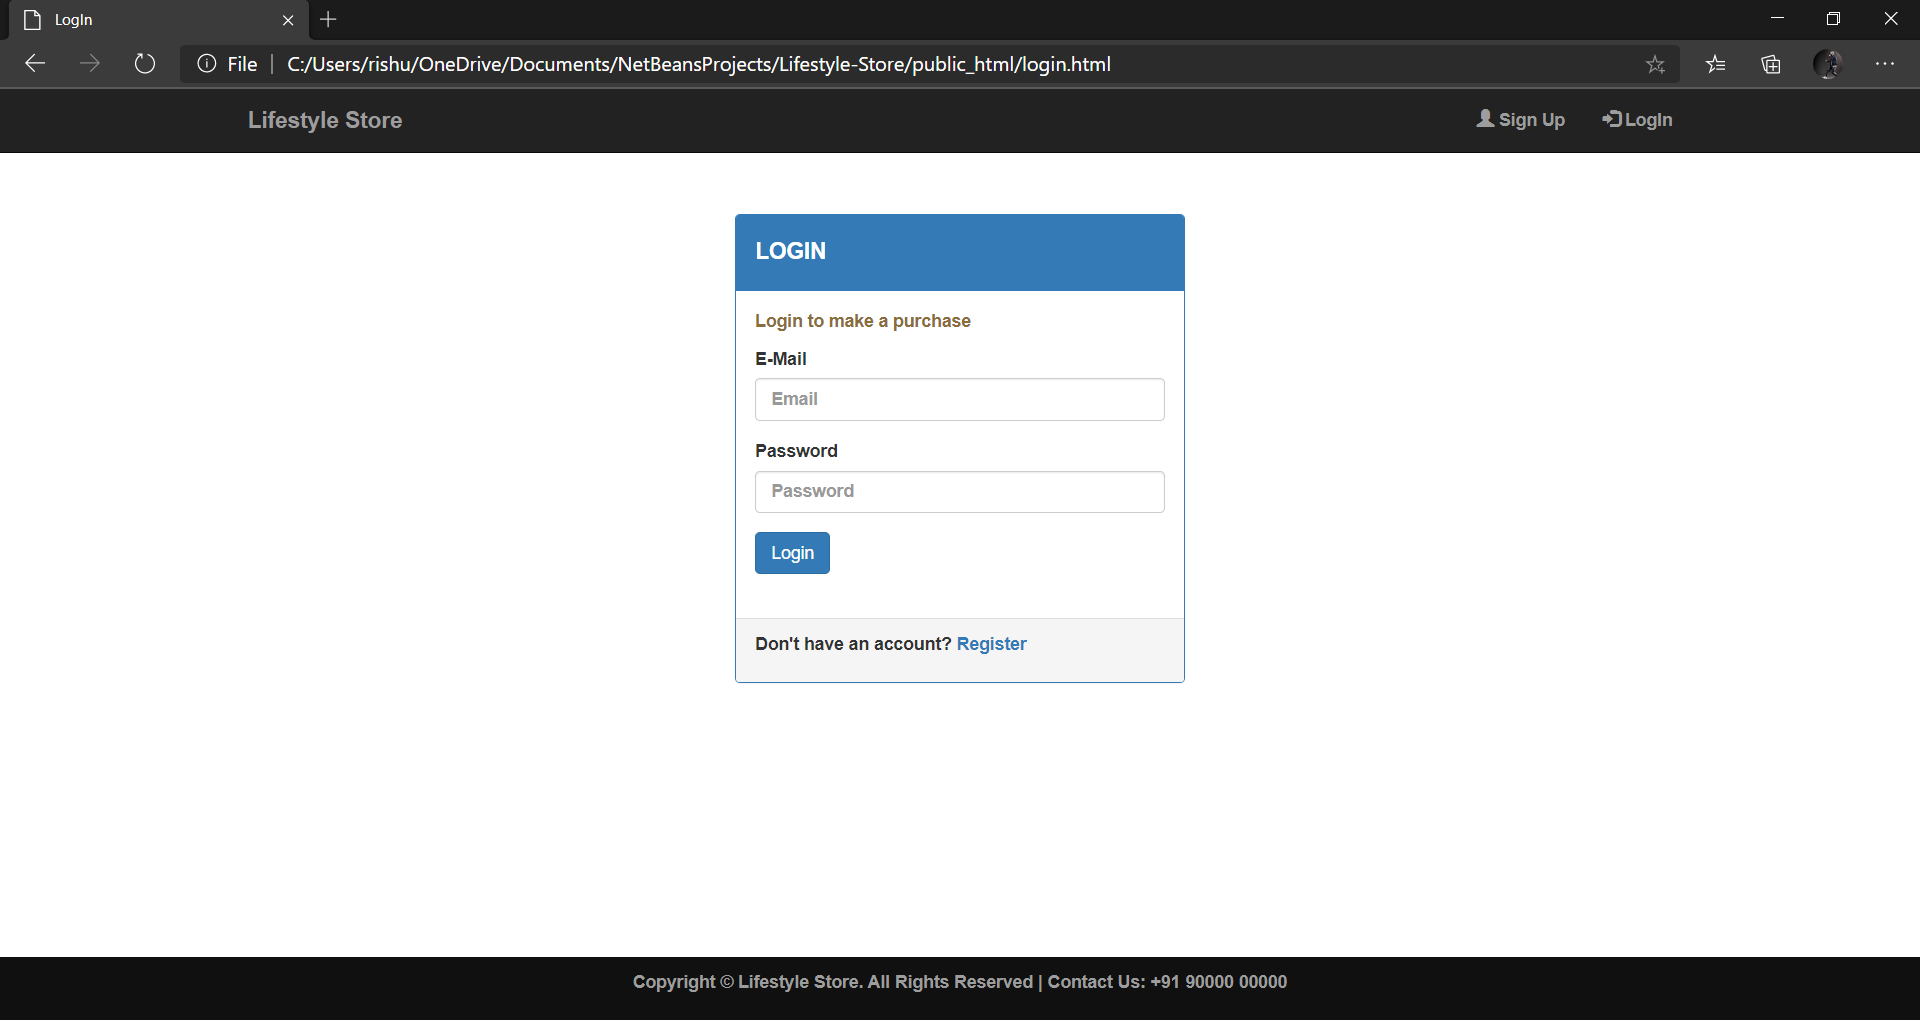 LogIn
File
C:/Users/rishu/OneDrive/Documents/NetBeansProjects/Lifestyle-Store/public_html/login.html
Lifestyle Store
Sign Up
LogIn
LOGIN
Login to make a purchase
E-Mail
Email
Password
Password
Login
Don't have an account? Register
Copyright © Lifestyle Store. All Rights Reserved | Contact Us: +91 90000 00000